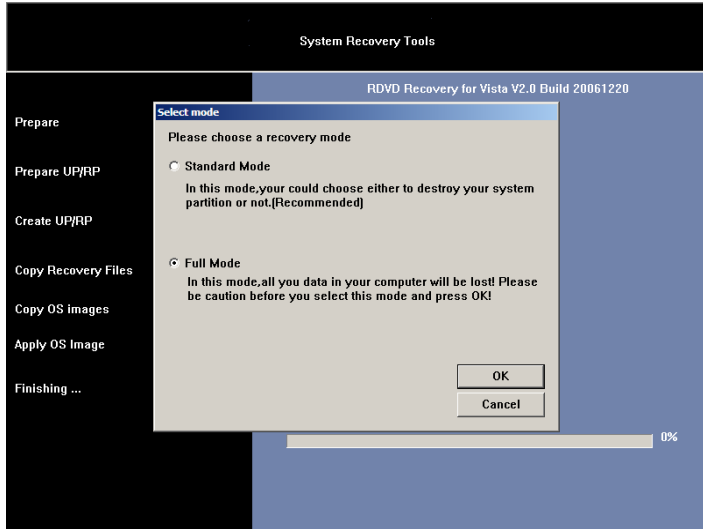 System Recovery Tools
RDVD Recovery for Vista V2.0 Build 20061220
Prepare
Prepare UP/RP
Create UP/RP
Copy Recovery Files
Copy OS images
Apply OS Image
Finishing ...
Select mode
Please choose a recovery mode
Standard Mode
In this mode,your could choose either to destroy your system
partition or not.(Recommended)
Full Mode
In this mode,all you data in your computer will be lost! Please
be caution before you select this mode and press OK!
OK
Cancel
0%